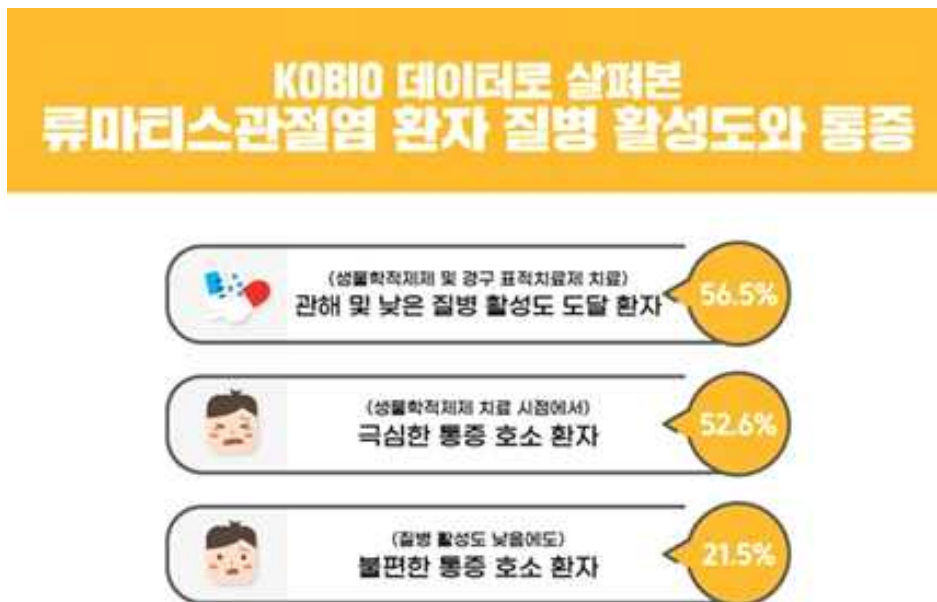 KOBIO 데이터로 살펴본
류마티스관절염 환자 질병 활성도와 통증
(생물학적제제 및 경구 표적치료제 치료)
관해 및 낮은 질병 활성도 도달 환자
56.5%
(생물학적제제 치료 시점에서)
극심한 통증 호소 환자
52.6%
(질병 활성도 낮음에도)
불편한 통증 호소 환자
21.5%